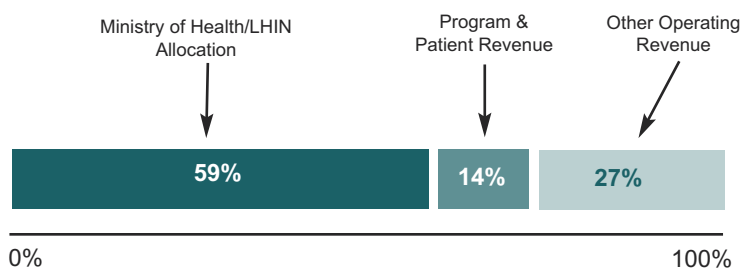 Ministry of Health/LHIN
Allocation
Program &
Patient Revenue
Other Operating
Revenue
59%
14%
27%
0%
100%